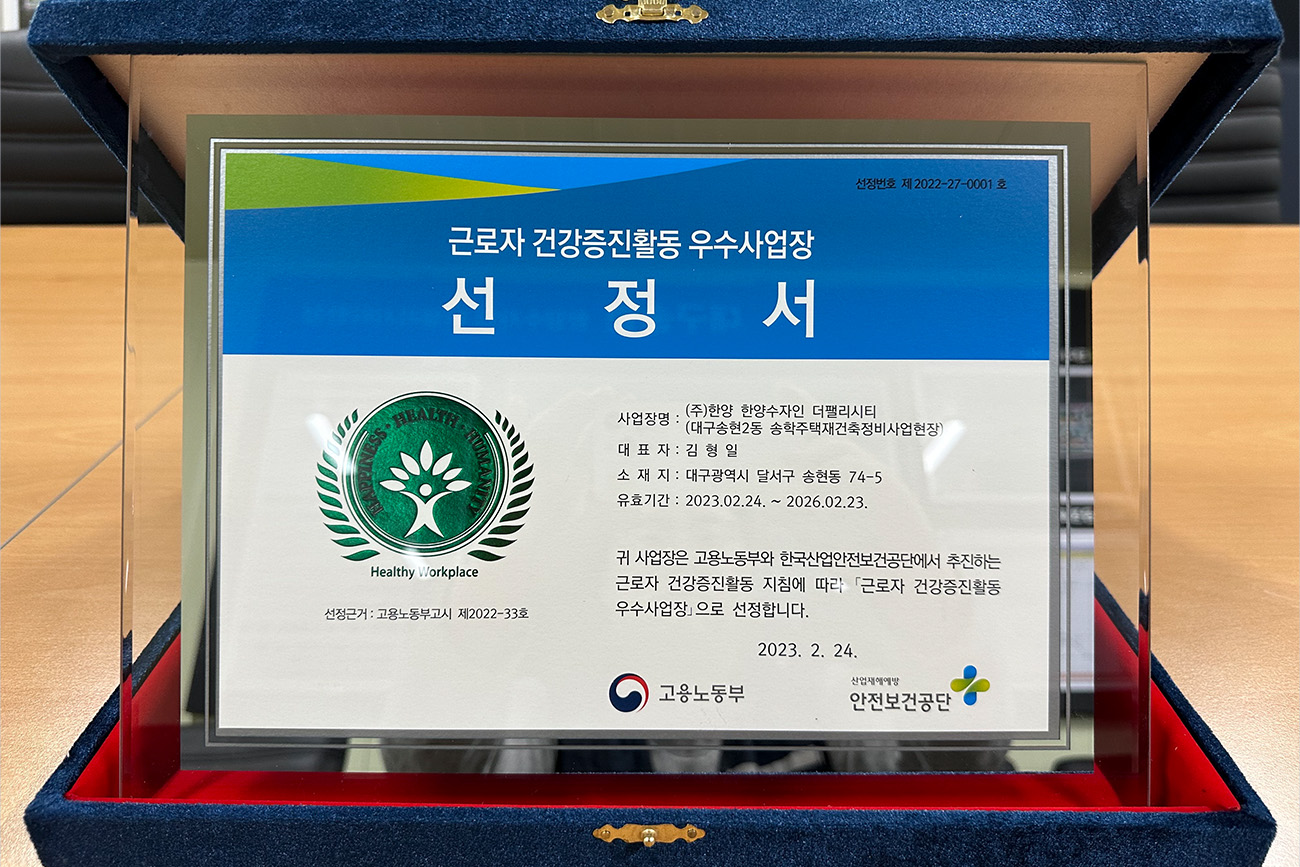 선정번호 제2022-27-0001호
근로자 건강증진활동 우수사업장
선 정 서
HAPPINESS · HEALTH · HUMANITY
Healthy Workplace
선정근거 : 고용노동부고시 제2022-33호
사업장명 : (주)한양 한양수자인 더팰리시티
(대구송현2동 송학주택재건축정비사업현장)
대 표 자 : 김 형 일
소 재 지 : 대구광역시 달서구 송현동 74-5
유효기간 : 2023.02.24. ~ 2026.02.23.
귀 사업장은 고용노동부와 한국산업안전보건공단에서 추진하는
근로자 건강증진활동 지침에 따라 「근로자 건강증진활동
우수사업장」으로 선정합니다.
2023. 2. 24.
고용노동부
산업재해예방
안전보건공단